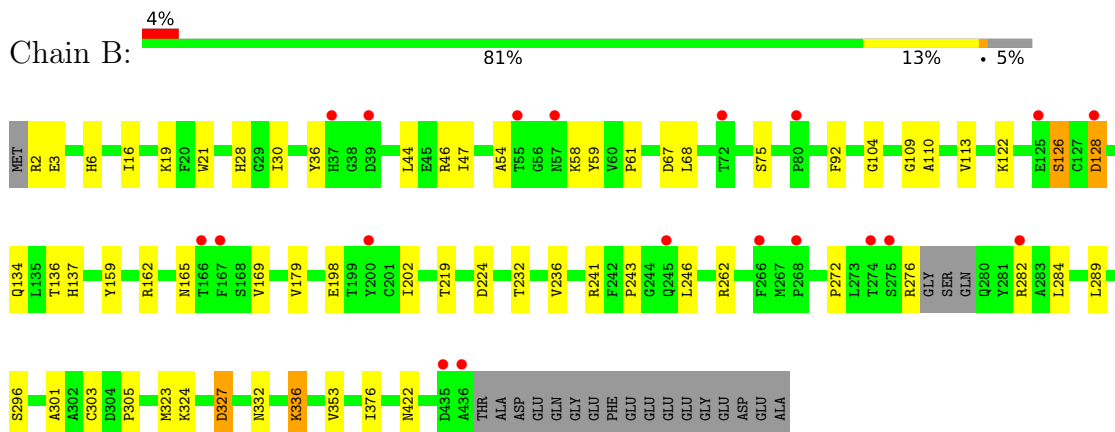 4%
Chain B:
81% 13% • 5%
MET R2 E3 H6 I16 K19 F20 W21 H28 G29 I30 Y36 H37 G38 D39 L44 E45 R46 I47 A54 T55 G56 N57 K58 Y59 V60 P61 D67 L68 T72 S75 P80 F92 G104 G109 A110 V113 K122 E125 S126 C127 D128
Q134 L135 T136 H137 Y159 R162 N165 T166 F167 S168 V169 V179 E198 T199 Y200 C201 I202 T219 D224 T232 V236 R241 F242 P243 G244 Q245 L246 R262 F266 M267 P268 P272 L273 T274 S275 R276 GLY SER GLN Q280 Y281 R282 A283 L284 L289
S296 A301 A302 C303 D304 P305 M323 K324 D327 N332 K336 V353 I376 N422 D435 A436 THR ALA ASP GLU GLN GLY GLU PHE GLU GLU GLU GLU GLY GLU ASP GLU ALA